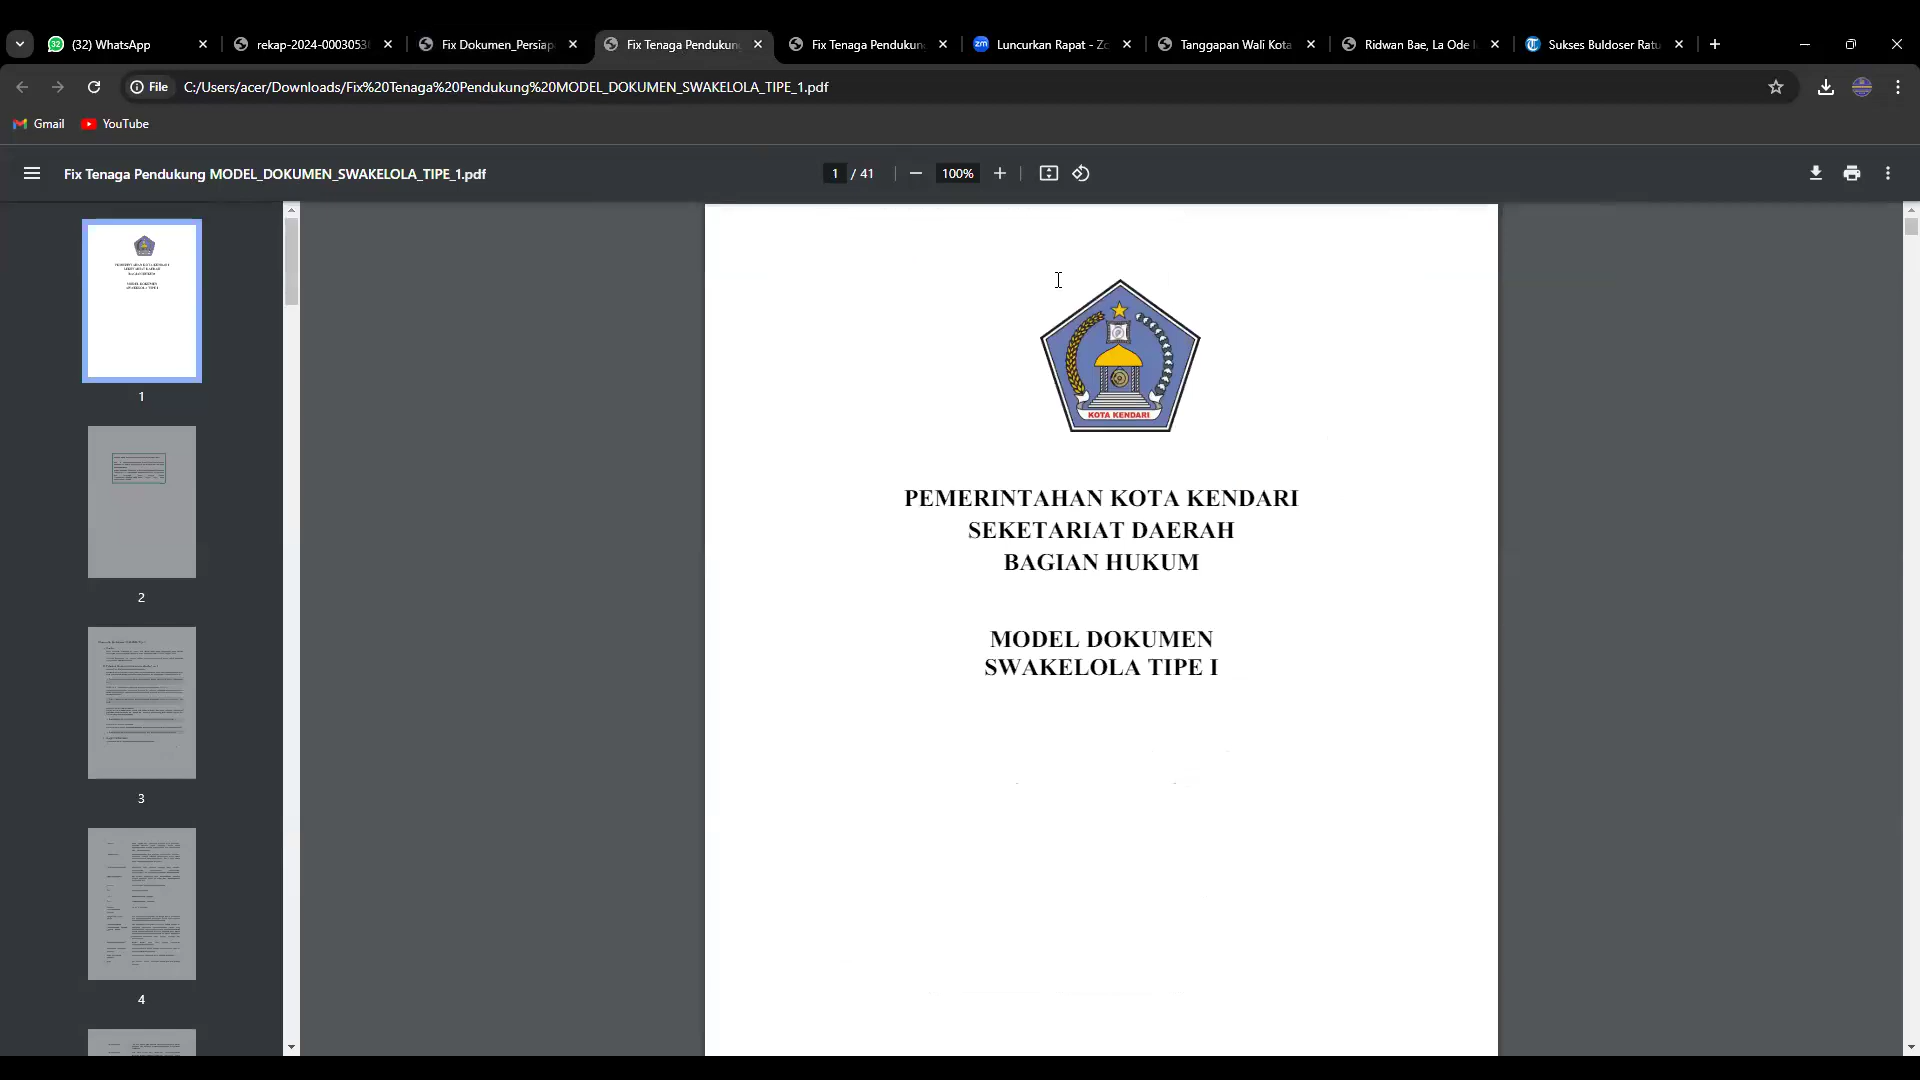 (32) WhatsApp
rekap-2024-0003053
Fix Dokumen_Persiap
Fix Tenaga Pendukun
Fix Tenaga Pendukun
zm Luncurkan Rapat - Zo
Tanggapan Wali Kota
Ridwan Bae, La Ode
Sukses Buldoser Ratu
File
C:/Users/acer/Downloads/Fix%20Tenaga%20Pendukung%20MODEL_DOKUMEN_SWAKELOLA_TIPE_1.pdf
Gmail
YouTube
Fix Tenaga Pendukung MODEL_DOKUMEN_SWAKELOLA_TIPE_1.pdf
1 / 41
100%
KOTA KENDARI
PEMERINTAHAN KOTA KENDARI
SEKETARIAT DAERAH
BAGIAN HUKUM
MODEL DOKUMEN
SWAKELOLA TIPE I
1
2
3
4